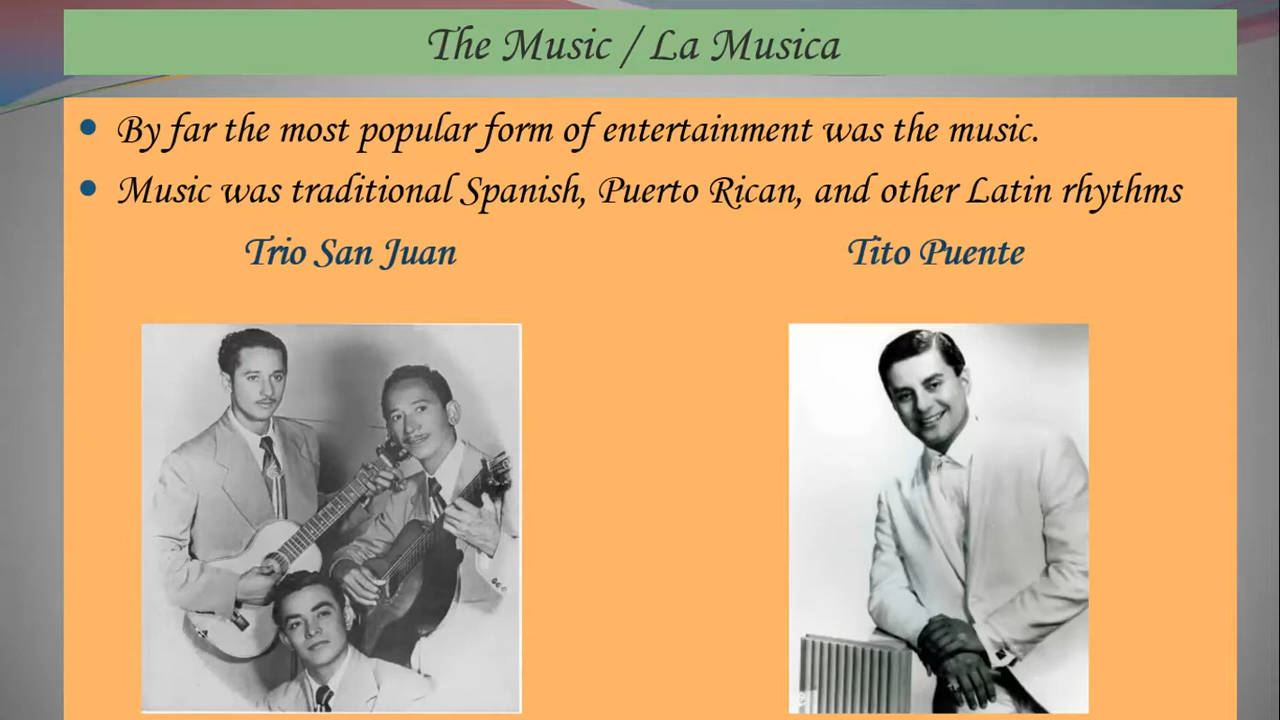 The Music / La Musica
By far the most popular form of entertainment was the music.
Music was traditional Spanish, Puerto Rican, and other Latin rhythms
Trio San Juan
Tito Puente